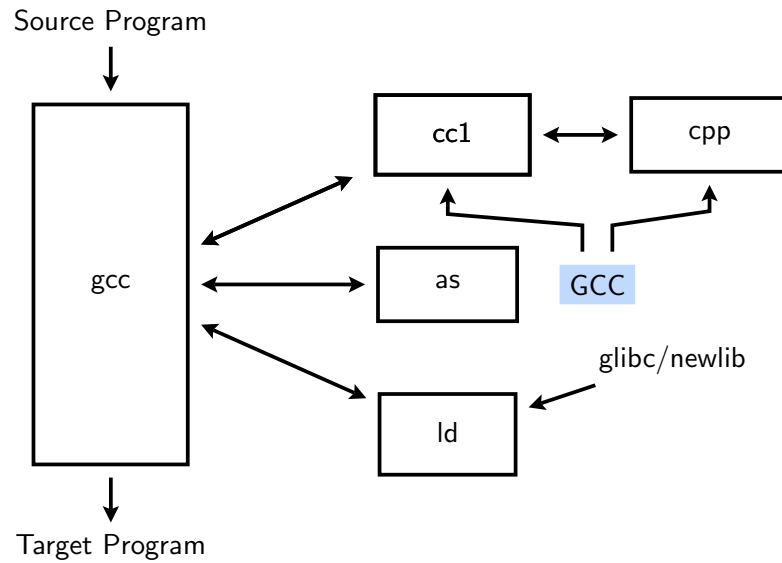 Source Program
cc1
cpp
gcc
as
GCC
glibc/newlib
ld
Target Program